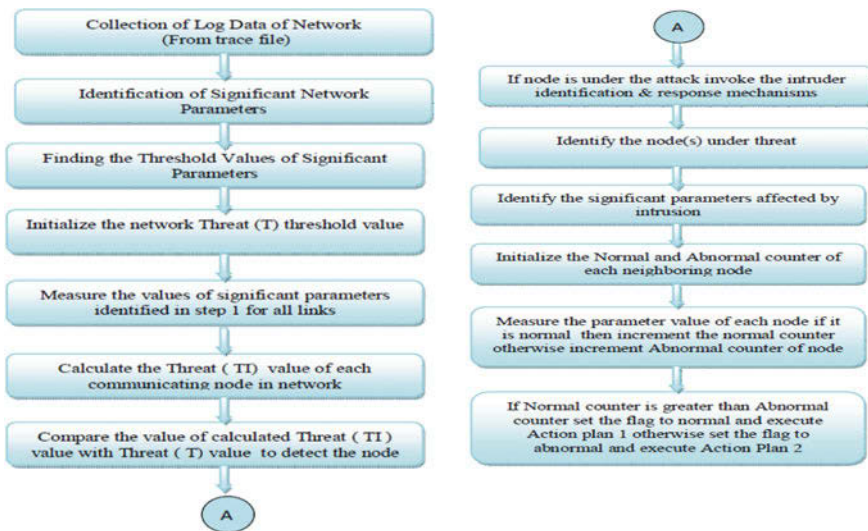 Collection of Log Data of Network
(From trace file)
Identification of Significant Network
Parameters
Finding the Threshold Values of Significant
Parameters
Initialize the network Threat (T) threshold value
Measure the values of significant parameters
identified in step 1 for all links
Calculate the Threat ( TI) value of each
communicating node in network
Compare the value of calculated Threat ( TI )
value with Threat ( T) value to detect the node
A
A
If node is under the attack invoke the intruder
identification & response mechanisms
Identify the node(s) under threat
Identify the significant parameters affected by
intrusion
Initialize the Normal and Abnormal counter of
each neighboring node
Measure the parameter value of each node if it
is normal then increment the normal counter
otherwise increment Abnormal counter of node
If Normal counter is greater than Abnormal
counter set the flag to normal and execute
Action plan 1 otherwise set the flag to
abnormal and execute Action Plan 2